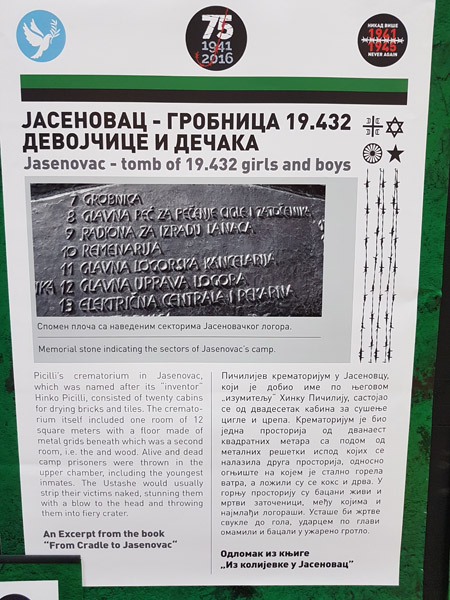 75
1941
2016
НИКАД ВИШЕ
1941
1945
NEVER AGAIN
ЈАСЕНОВАЦ - ГРОБНИЦА 19.432
ДЕВОЈЧИЦЕ И ДЕЧАКА
Jasenovac - tomb of 19.432 girls and boys
7 GROBNICA
8 GLAVNA PEĆ ZA PEČENJE CIGLE I ZATOČENIKA
9 RADIONA ZA IZRADU LANACA
10 REMENARIJA
11 GLAVNA LOGORSKA KANCELARIJA
12 GLAVNA UPRAVA LOGORA
13 ELEKTRIČNA CENTRALA I PEKARNA
Спомен плоча са наведеним секторима Јасеновачког логора.
Memorial stone indicating the sectors of Jasenovac's camp.
Picilli's crematorium in Jasenovac,
which was named after its "inventor"
Hinko Picilli, consisted of twenty cabins
for drying bricks and tiles. The cremato-
rium itself included one room of 12
square meters with a floor made of
metal grids beneath which was a second
room, i.e. the and wood. Alive and dead
camp prisoners were thrown in the
upper chamber, including the youngest
inmates. The Ustashe would usually
strip their victims naked, stunning them
with a blow to the head and throwing
them into fiery crater.
An Excerpt from the book
"From Cradle to Jasenovac"
Пичилијев крематоријум у Јасеновцу,
који је добио име по његовом
„изумитељу" Хинку Пичилију, састојао
се од двадесетак кабина за сушење
цигле и црепа. Крематоријум је био
једна просторија од дванаест
квадратних метара са подом од
металних решетки испод којих се
налазила друга просторија, односно
огњиште на којем је стално горела
ватра, а ложили су се кокс и дрва. У
горњу просторију су бацани живи и
мртви заточеници, међу којима и
најмлађи логораши. Усташе би жртве
свукле до гола, ударцем по глави
омамили и бацали у ужарено гротло.
Одломак из књиге
„Из колијевке у Јасеновац"